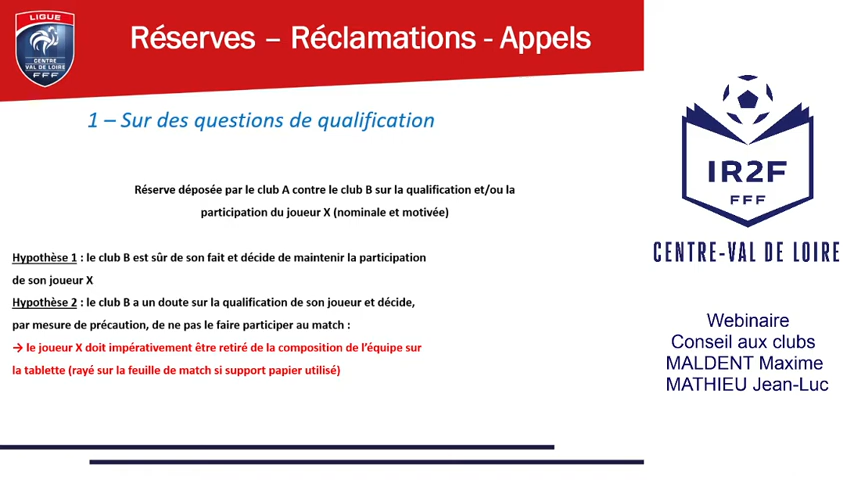 LIGUE
CENTRE
VAL DE LOIRE
FFF
Réserves – Réclamations - Appels
1 – Sur des questions de qualification
Réserve déposée par le club A contre le club B sur la qualification et/ou la
participation du joueur X (nominale et motivée)
Hypothèse 1 : le club B est sûr de son fait et décide de maintenir la participation
de son joueur X
Hypothèse 2 : le club B a un doute sur la qualification de son joueur et décide,
par mesure de précaution, de ne pas le faire participer au match :
→ le joueur X doit impérativement être retiré de la composition de l'équipe sur
la tablette (rayé sur la feuille de match si support papier utilisé)
IR2F
FFF
CENTRE-VAL DE LOIRE
Webinaire
Conseil aux clubs
MALDENT Maxime
MATHIEU Jean-Luc